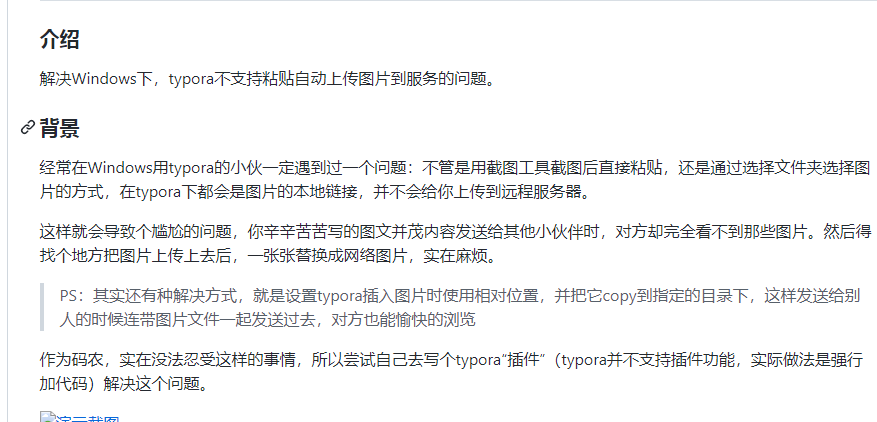 介绍
解决Windows下，typora不支持粘贴自动上传图片到服务的问题。
背景
经常在Windows用typora的小伙一定遇到过一个问题：不管是用截图工具截图后直接粘贴，还是通过选择文件夹选择图
片的方式，在typora下都会是图片的本地链接，并不会给你上传到远程服务器。
这样就会导致个尴尬的问题，你辛辛苦苦写的图文并茂内容发送给其他小伙伴时，对方却完全看不到那些图片。然后得
找个地方把图片上传上去后，一张张替换成网络图片，实在麻烦。
PS：其实还有种解决方式，就是设置typora插入图片时使用相对位置，并把它copy到指定的目录下，这样发送给别
人的时候连带图片文件一起发送过去，对方也能愉快的浏览
作为码农，实在没法忍受这样的事情，所以尝试自己去写个typora“插件“（typora并不支持插件功能，实际做法是强行
加代码）解决这个问题。
演示截图